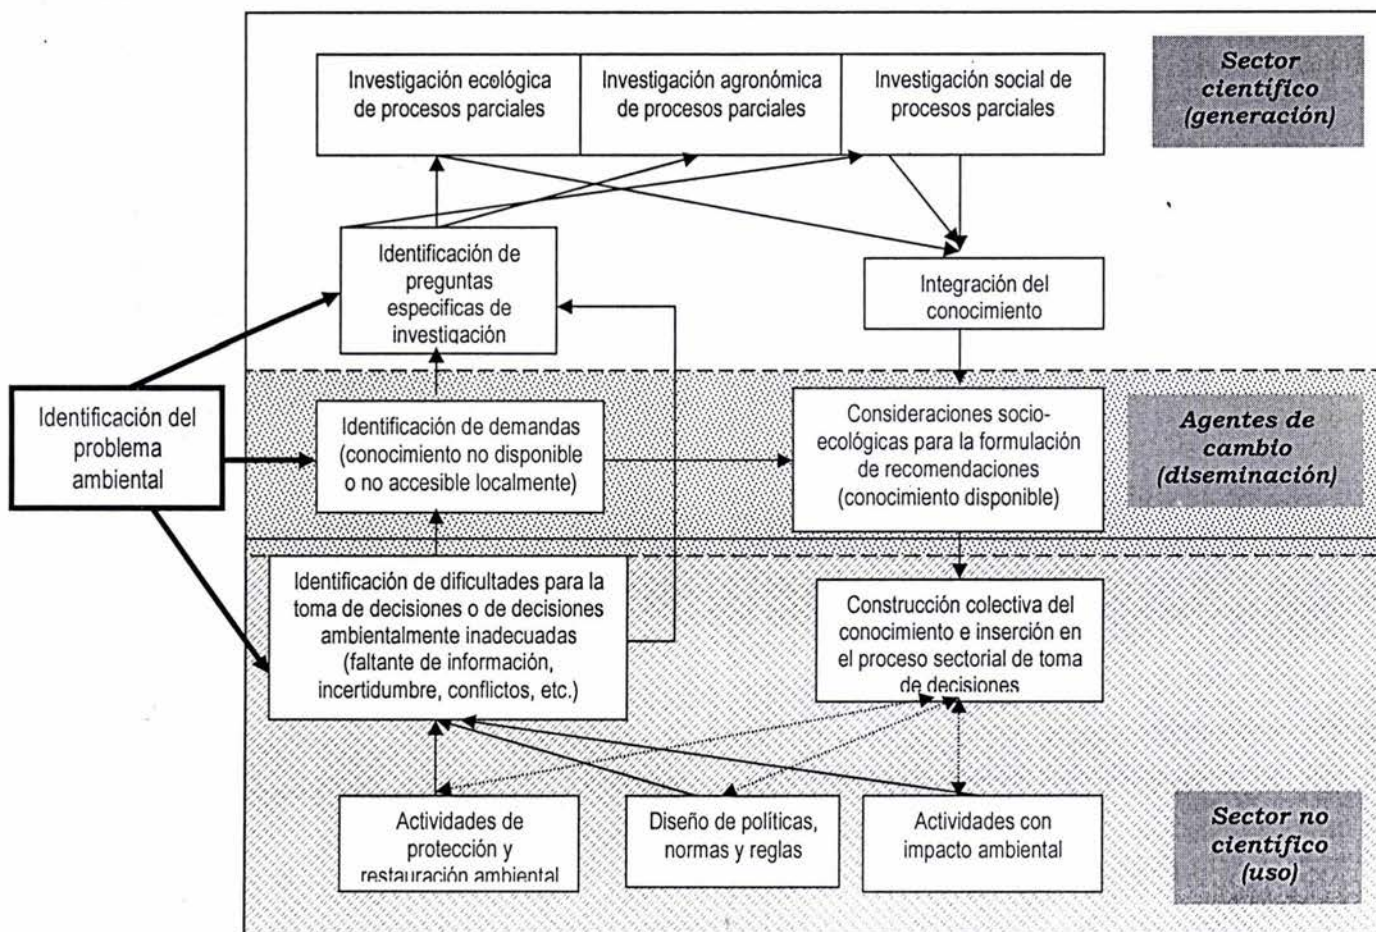 Investigación ecológica
de procesos parciales
Investigación agronómica
de procesos parciales
Investigación social de
procesos parciales
Sector
científico
(generación)
Identificación de
preguntas
especificas de
investigación
Integración del
conocimiento
Identificación del
problema
ambiental
Identificación de demandas
(conocimiento no disponible
o no accesible localmente)
Consideraciones socio-
ecológicas para la formulación
de recomendaciones
(conocimiento disponible)
Agentes de
cambio
(diseminación)
Identificación de dificultades para la
toma de decisiones o de decisiones
ambientalmente inadecuadas
(faltante de información,
incertidumbre, conflictos, etc.)
Construcción colectiva del
conocimiento e inserción en
el proceso sectorial de toma
de decisiones
Actividades de
protección y
restauración ambiental
Diseño de políticas,
normas y reglas
Actividades con
impacto ambiental
Sector no
científico
(uso)